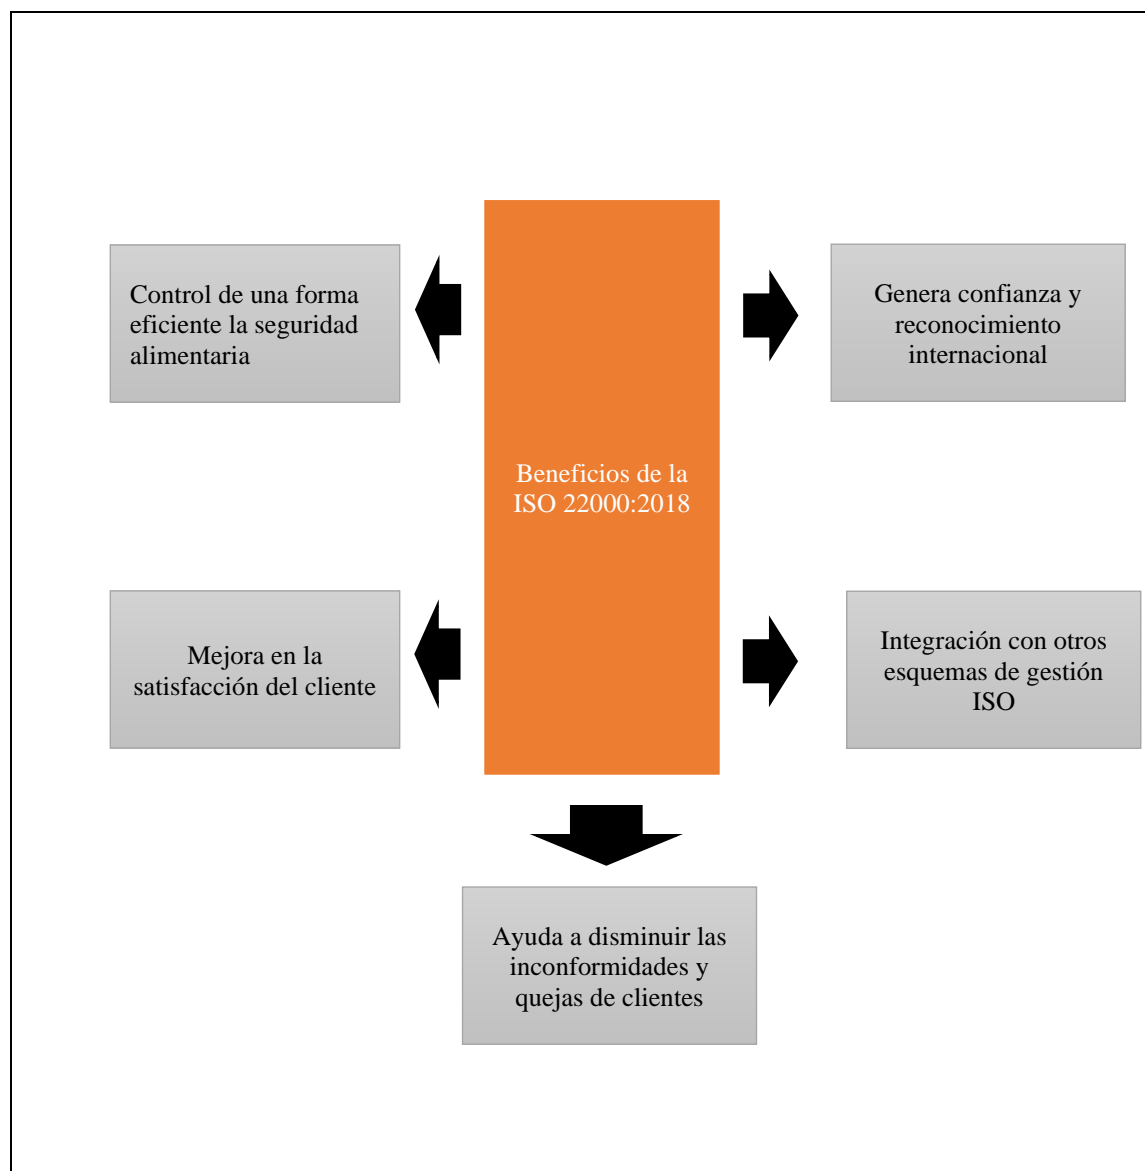 Control de una forma
eficiente la seguridad
alimentaria
Genera confianza y
reconocimiento
internacional
Beneficios de la
ISO 22000:2018
Mejora en la
satisfacción del cliente
Integración con otros
esquemas de gestión
ISO
Ayuda a disminuir las
inconformidades y
quejas de clientes